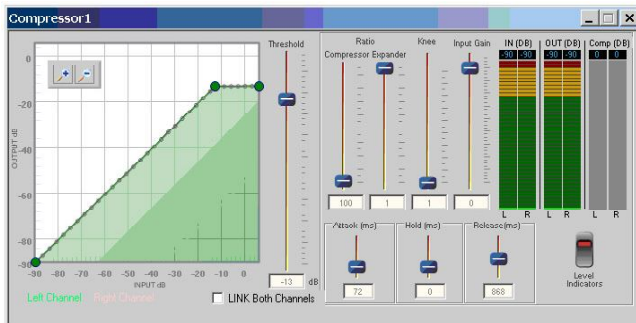 Compressor1
Threshold
Ratio
Compressor Expander
Knee
Input Gain
IN (DB)
OUT (DB)
Comp (DB)
-90 -90
-90 -90
0 0
OUTPUT dB
0
-20
-40
-60
-80
-90
-90 -80 -70 -60 -50 -40 -30 -20 -10 0
INPUT dB
Left Channel
Right Channel
LINK Both Channels
-13 dB
100
1
1
0
L R
L R
L R
Attack (ms)
Hold (ms)
Release(ms)
72
0
868
Level
Indicators